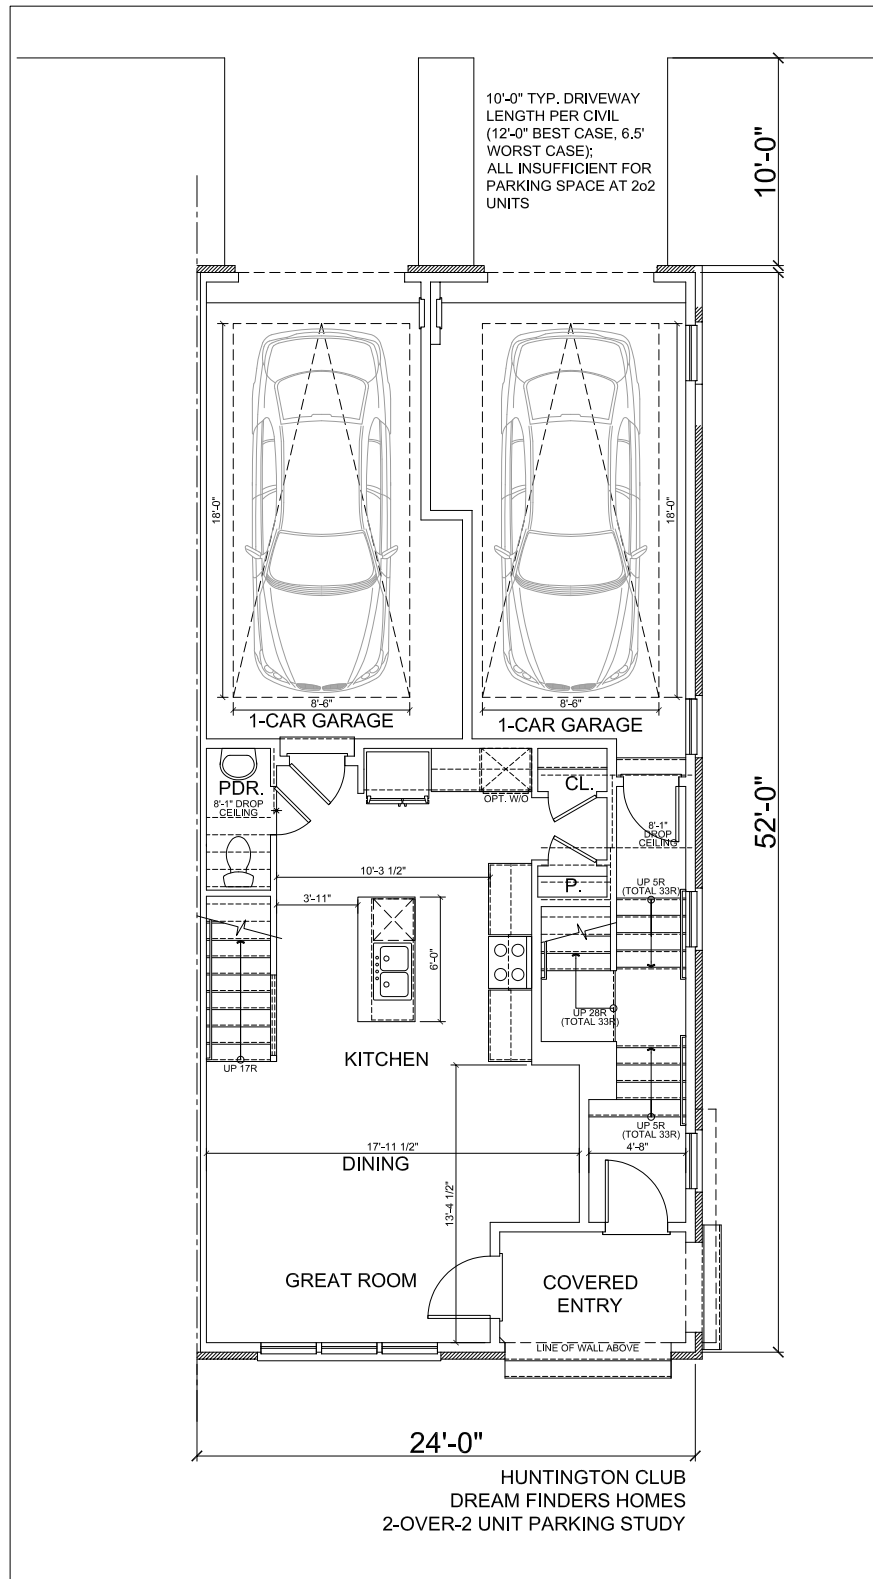 10'-0" TYP. DRIVEWAY
LENGTH PER CIVIL
(12'-0" BEST CASE, 6.5'
WORST CASE);
ALL INSUFFICIENT FOR
PARKING SPACE AT 2o2
UNITS
10'-0"
18'-0"
18'-0"
8'-6"
8'-6"
1-CAR GARAGE
1-CAR GARAGE
PDR.
8'-1" DROP
CEILING
OPT. W/O
CL.
8'-1"
DROP
CEILING
52'-0"
10'-3 1/2"
3'-11"
P.
UP 5R
(TOTAL 33R)
6'-0"
UP 28R
(TOTAL 33R)
KITCHEN
UP 17R
UP 5R
(TOTAL 33R)
17'-11 1/2"
4'-8"
DINING
13'-4 1/2"
GREAT ROOM
COVERED
ENTRY
LINE OF WALL ABOVE
24'-0"
HUNTINGTON CLUB
DREAM FINDERS HOMES
2-OVER-2 UNIT PARKING STUDY